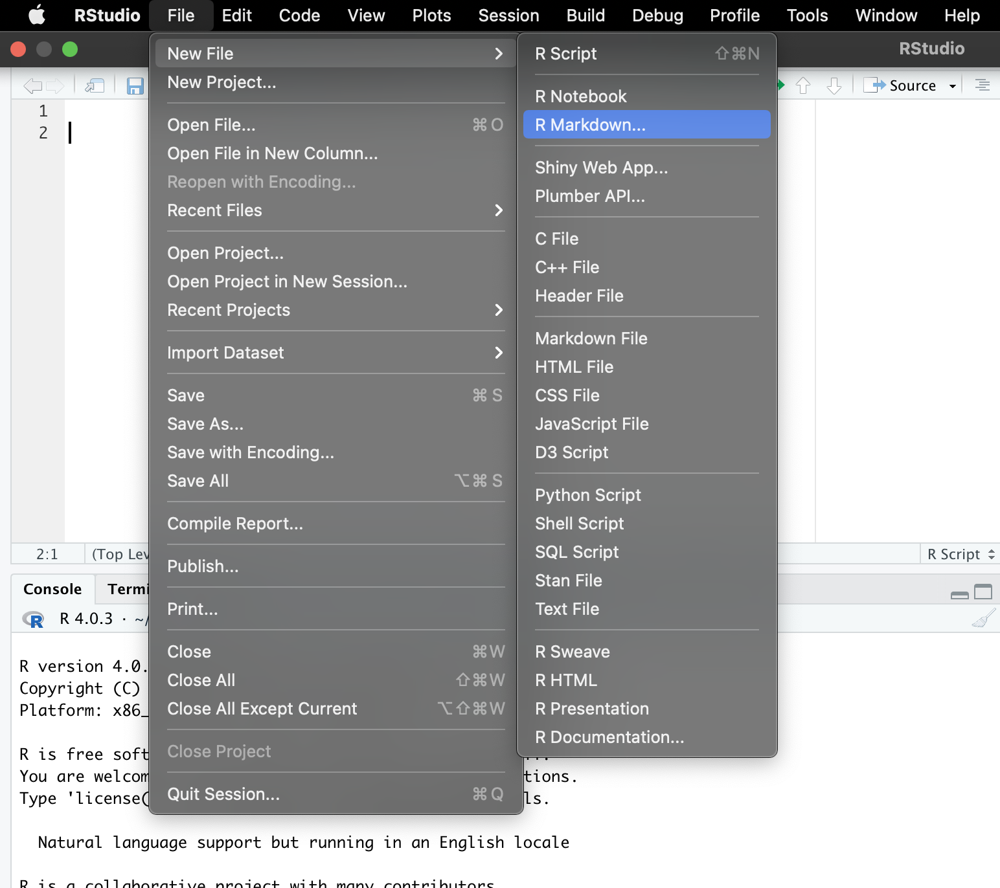 RStudio File Edit Code View Plots Session Build Debug Profile Tools Window Help
RStudio
New File
New Project...
Open File... ⌘O
Open File in New Column...
Reopen with Encoding...
Recent Files
Open Project...
Open Project in New Session...
Recent Projects
Import Dataset
Save ⌘S
Save As...
Save with Encoding...
Save All ⌥⌘S
Compile Report...
Publish...
Print...
Close ⌘W
Close All ⇧⌘W
Close All Except Current ⌥⇧⌘W
Close Project
Quit Session... ⌘Q
R Script ⇧⌘N
R Notebook
R Markdown...
Shiny Web App...
Plumber API...
C File
C++ File
Header File
Markdown File
HTML File
CSS File
JavaScript File
D3 Script
Python Script
Shell Script
SQL Script
Stan File
Text File
R Sweave
R HTML
R Presentation
R Documentation...
Source
1
2
2:1 (Top Lev
R Script
Console Termi
R 4.0.3 · ~/
R version 4.0.
Copyright (C)
Platform: x86_
R is free soft
You are welcom tions.
Type 'license( ls.
Natural language support but running in an English locale
R is a collaborative project with many contributors